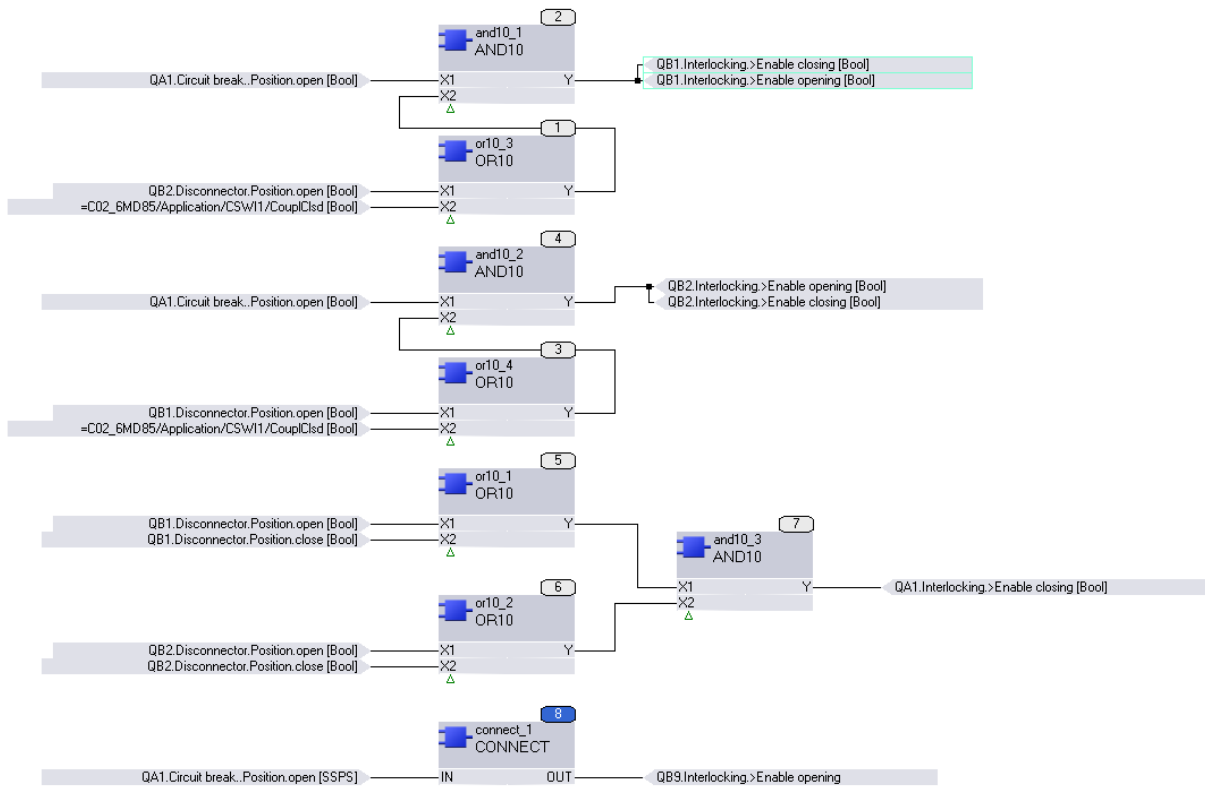 2
and10_1
AND10
QA1.Circuit break..Position.open [Bool] X1 Y QB1.Interlocking.>Enable closing [Bool]
X2 QB1.Interlocking.>Enable opening [Bool]
1
or10_3
OR10
QB2.Disconnector.Position.open [Bool] X1 Y
=C02_6MD85/Application/CSWI1/CouplClsd [Bool] X2
4
and10_2
AND10
QB2.Interlocking.>Enable opening [Bool]
QA1.Circuit break..Position.open [Bool] X1 Y QB2.Interlocking.>Enable closing [Bool]
X2
3
or10_4
OR10
QB1.Disconnector.Position.open [Bool] X1 Y
=C02_6MD85/Application/CSWI1/CouplClsd [Bool] X2
5
or10_1
OR10
QB1.Disconnector.Position.open [Bool] X1 Y
QB1.Disconnector.Position.close [Bool] X2
7
and10_3
AND10
X1 Y QA1.Interlocking.>Enable closing [Bool]
X2
6
or10_2
OR10
QB2.Disconnector.Position.open [Bool] X1 Y
QB2.Disconnector.Position.close [Bool] X2
8
connect_1
CONNECT
QA1.Circuit break..Position.open [SSPS] IN OUT QB9.Interlocking.>Enable opening